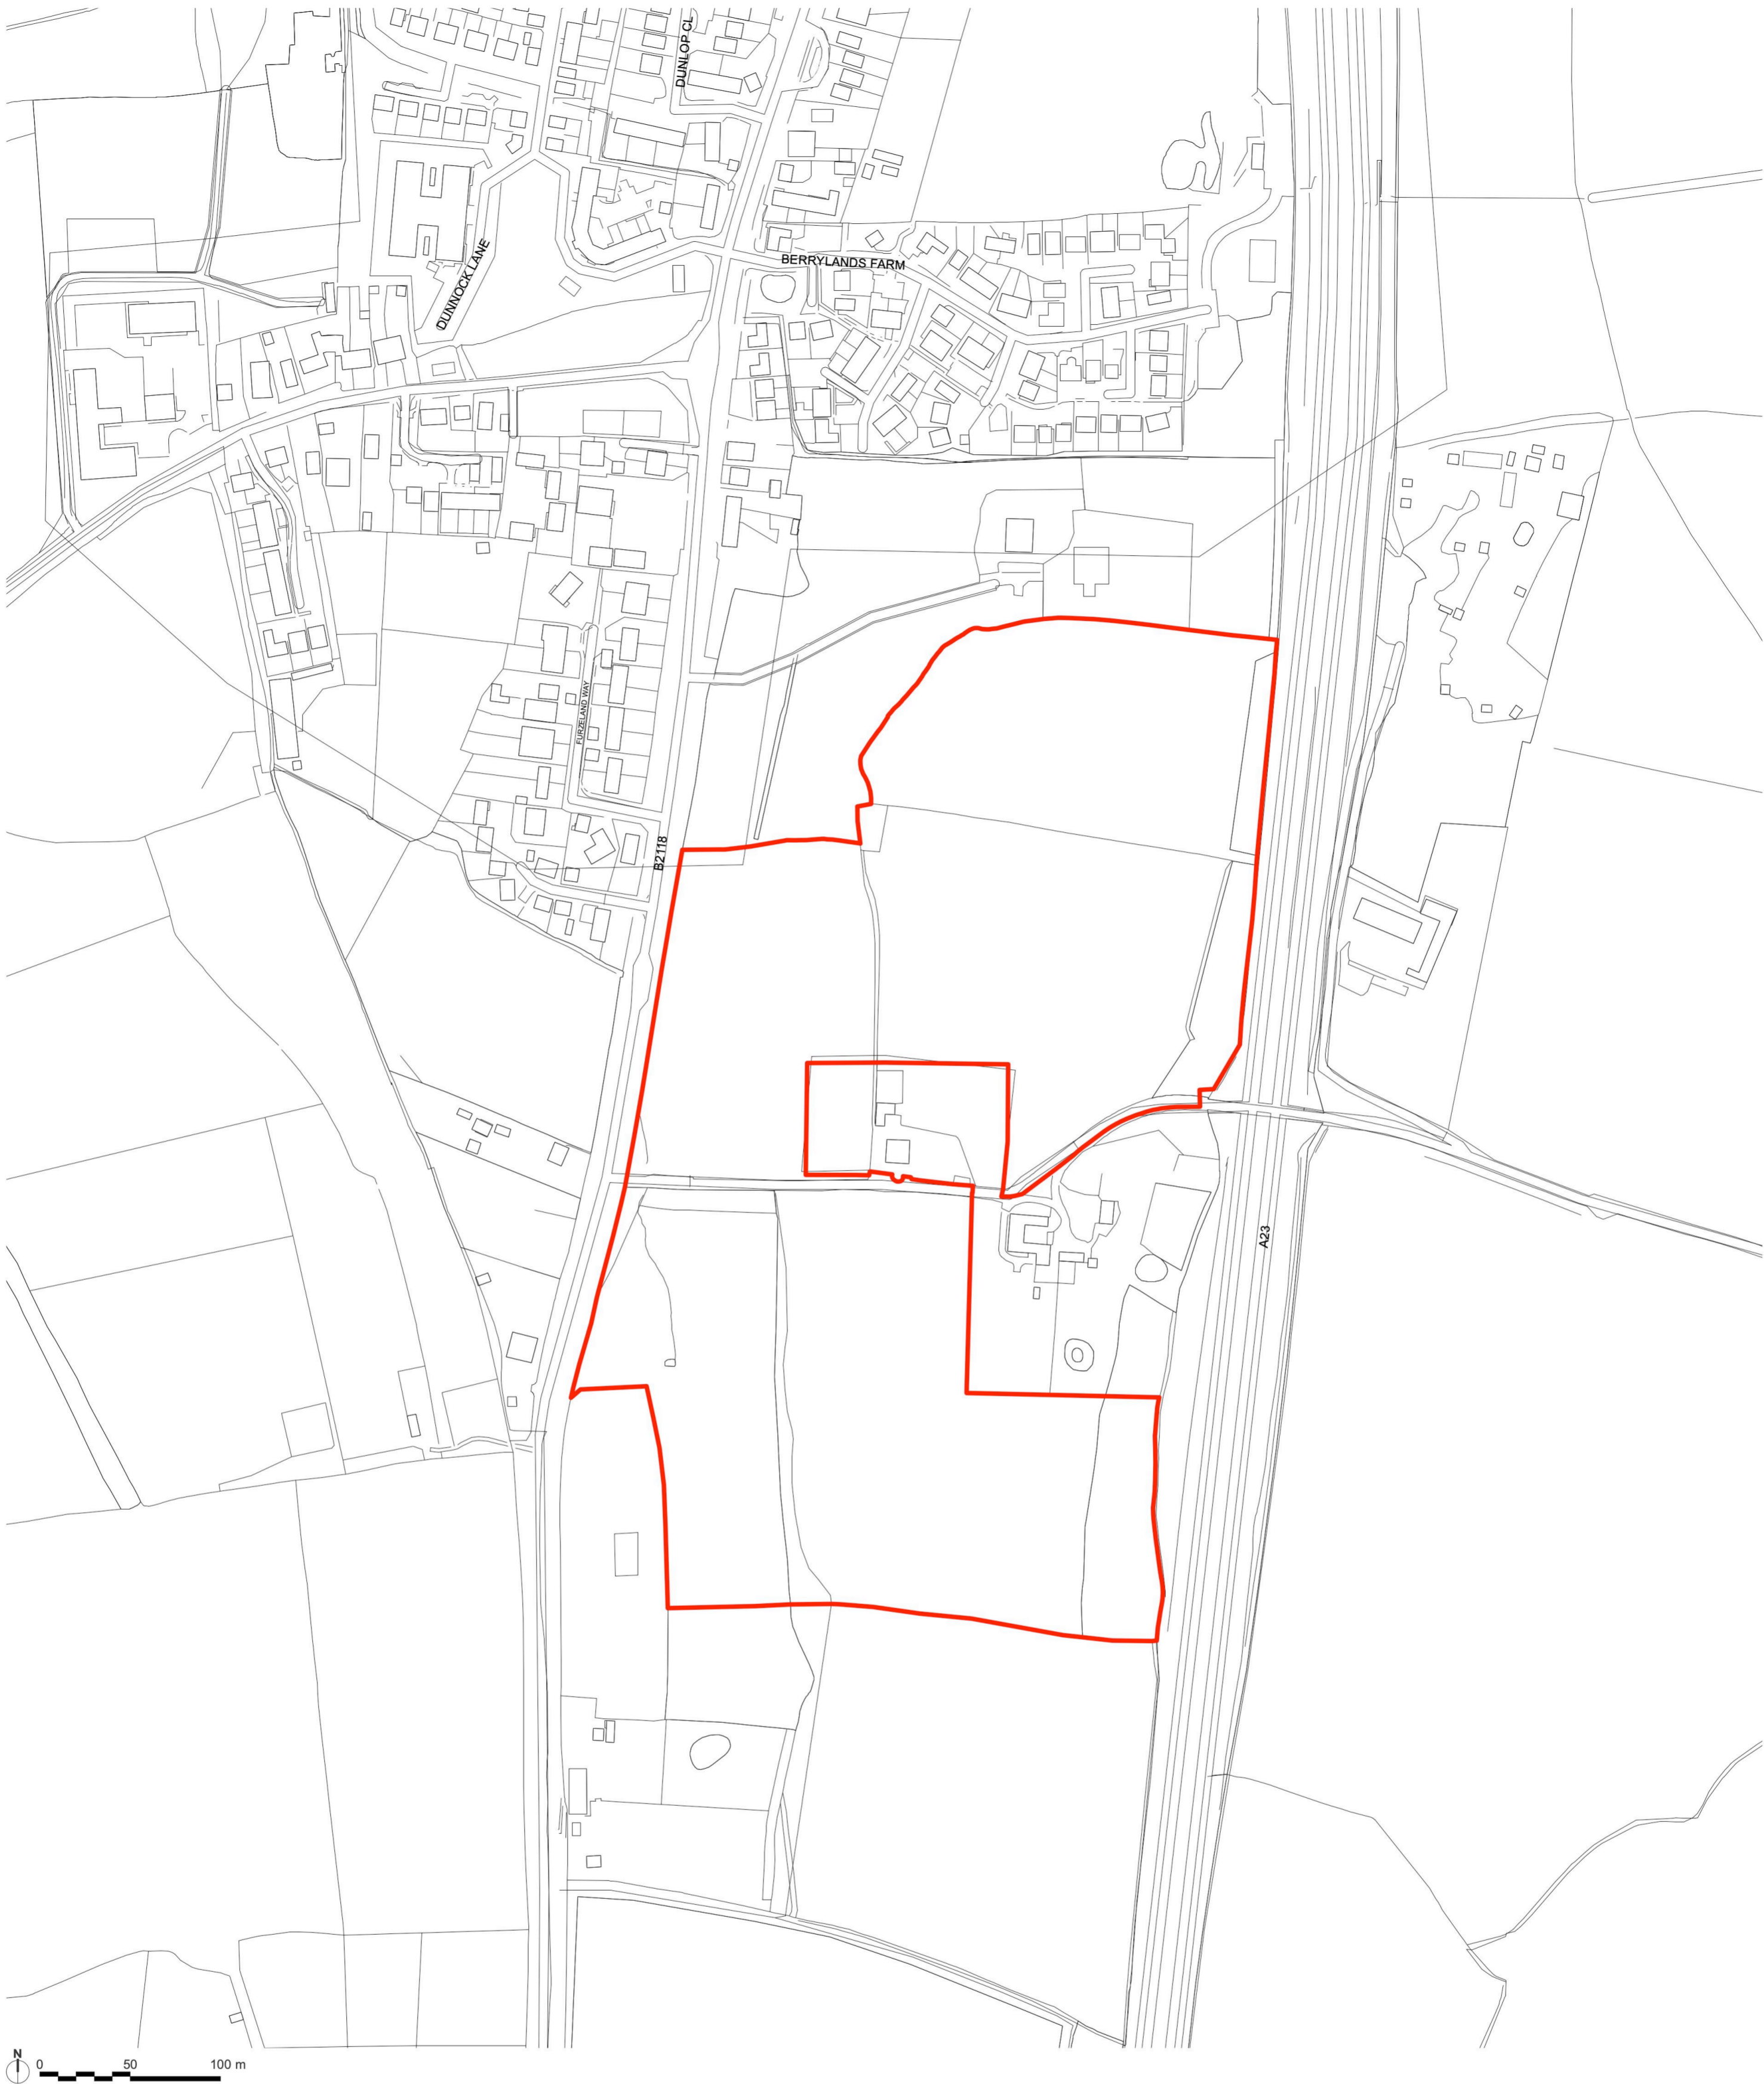 DUNLOP CL
BERRYLANDS FARM
DUNNOCK LANE
FURZELAND WAY
B2118
A23
N
0 50 100 m